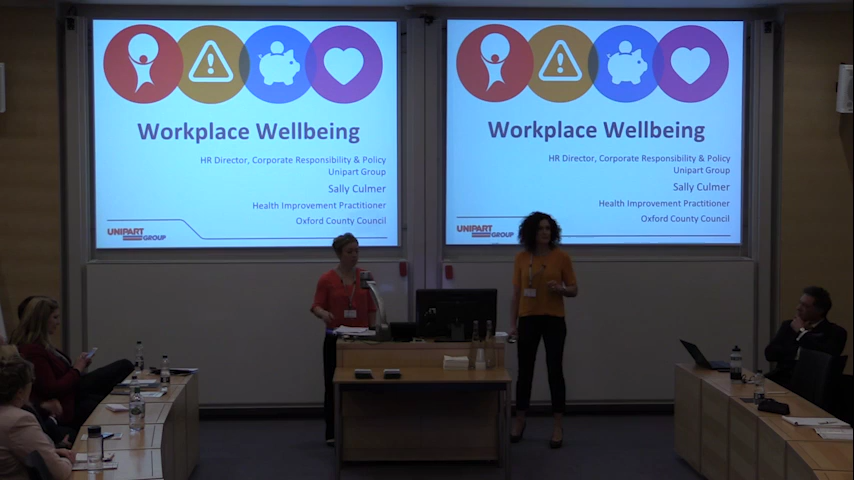 Workplace Wellbeing
HR Director, Corporate Responsibility & Policy
Unipart Group
Sally Culmer
Health Improvement Practitioner
Oxford County Council
UNIPART
GROUP
Workplace Wellbeing
HR Director, Corporate Responsibility & Policy
Unipart Group
Sally Culmer
Health Improvement Practitioner
Oxford County Council
UNIPART
GROUP